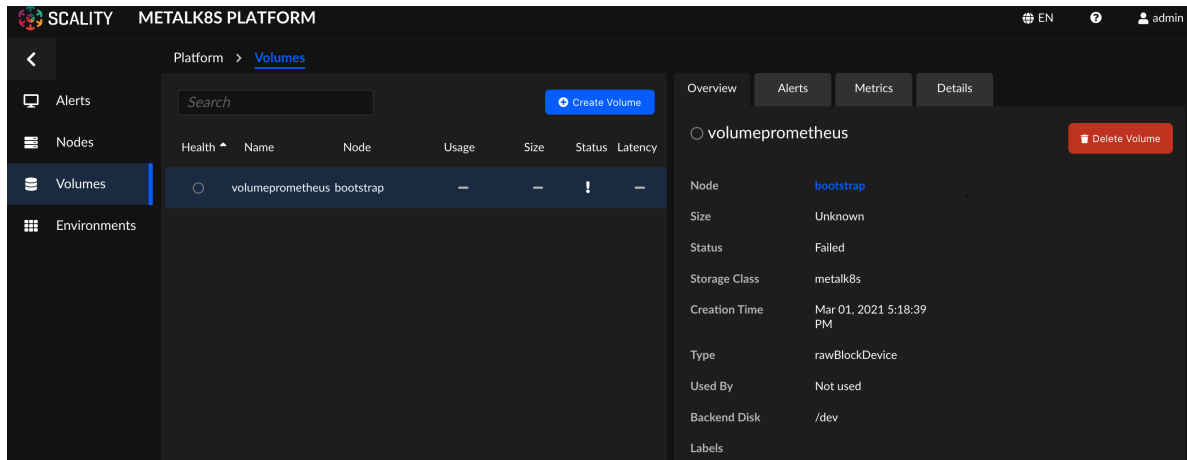 SCALITY METALK8S PLATFORM EN ? admin
Platform > Volumes
Alerts
Nodes
Volumes
Environments
Search
Create Volume
Health Name Node Usage Size Status Latency
volumeprometheus bootstrap – – ! –
Overview Alerts Metrics Details
volumeprometheus
Delete Volume
Node bootstrap
Size Unknown
Status Failed
Storage Class metalk8s
Creation Time Mar 01, 2021 5:18:39
PM
Type rawBlockDevice
Used By Not used
Backend Disk /dev
Labels